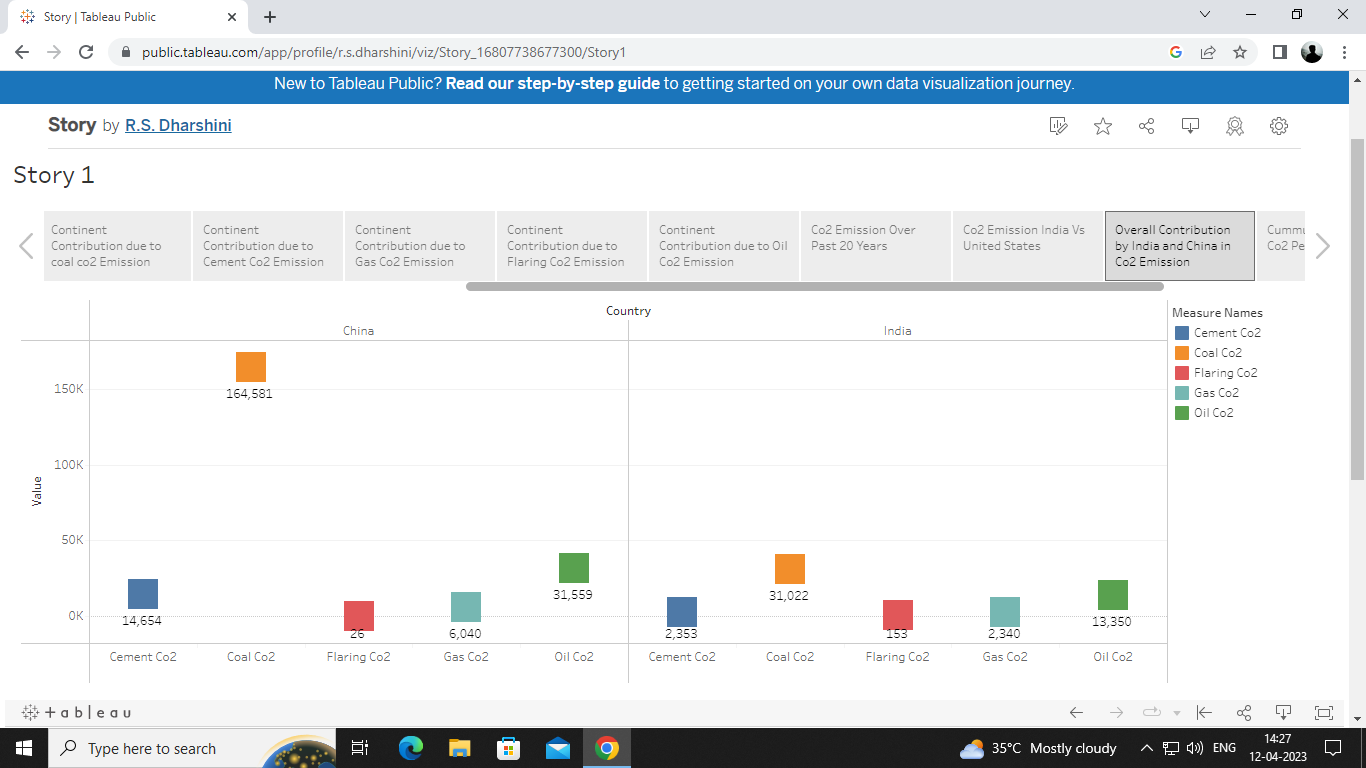 Story | Tableau Public
public.tableau.com/app/profile/r.s.dharshini/viz/Story_16807738677300/Story1
New to Tableau Public? Read our step-by-step guide to getting started on your own data visualization journey.
Story by R.S. Dharshini
Story 1
Continent
Contribution due to
coal co2 Emission
Continent
Contribution due to
Cement Co2 Emission
Continent
Contribution due to
Gas Co2 Emission
Continent
Contribution due to
Flaring Co2 Emission
Continent
Contribution due to Oil
Co2 Emission
Co2 Emission Over
Past 20 Years
Co2 Emission India Vs
United States
Overall Contribution
by India and China in
Co2 Emission
Co2
Country
China India
Measure Names
Cement Co2
Coal Co2
Flaring Co2
Gas Co2
Oil Co2
Value
150K
100K
50K
0K
164,581
14,654
26
6,040
31,559
2,353
31,022
153
2,340
13,350
Cement Co2 Coal Co2 Flaring Co2 Gas Co2 Oil Co2 Cement Co2 Coal Co2 Flaring Co2 Gas Co2 Oil Co2
+ a b | e a u
Type here to search
35°C Mostly cloudy
ENG
14:27
12-04-2023